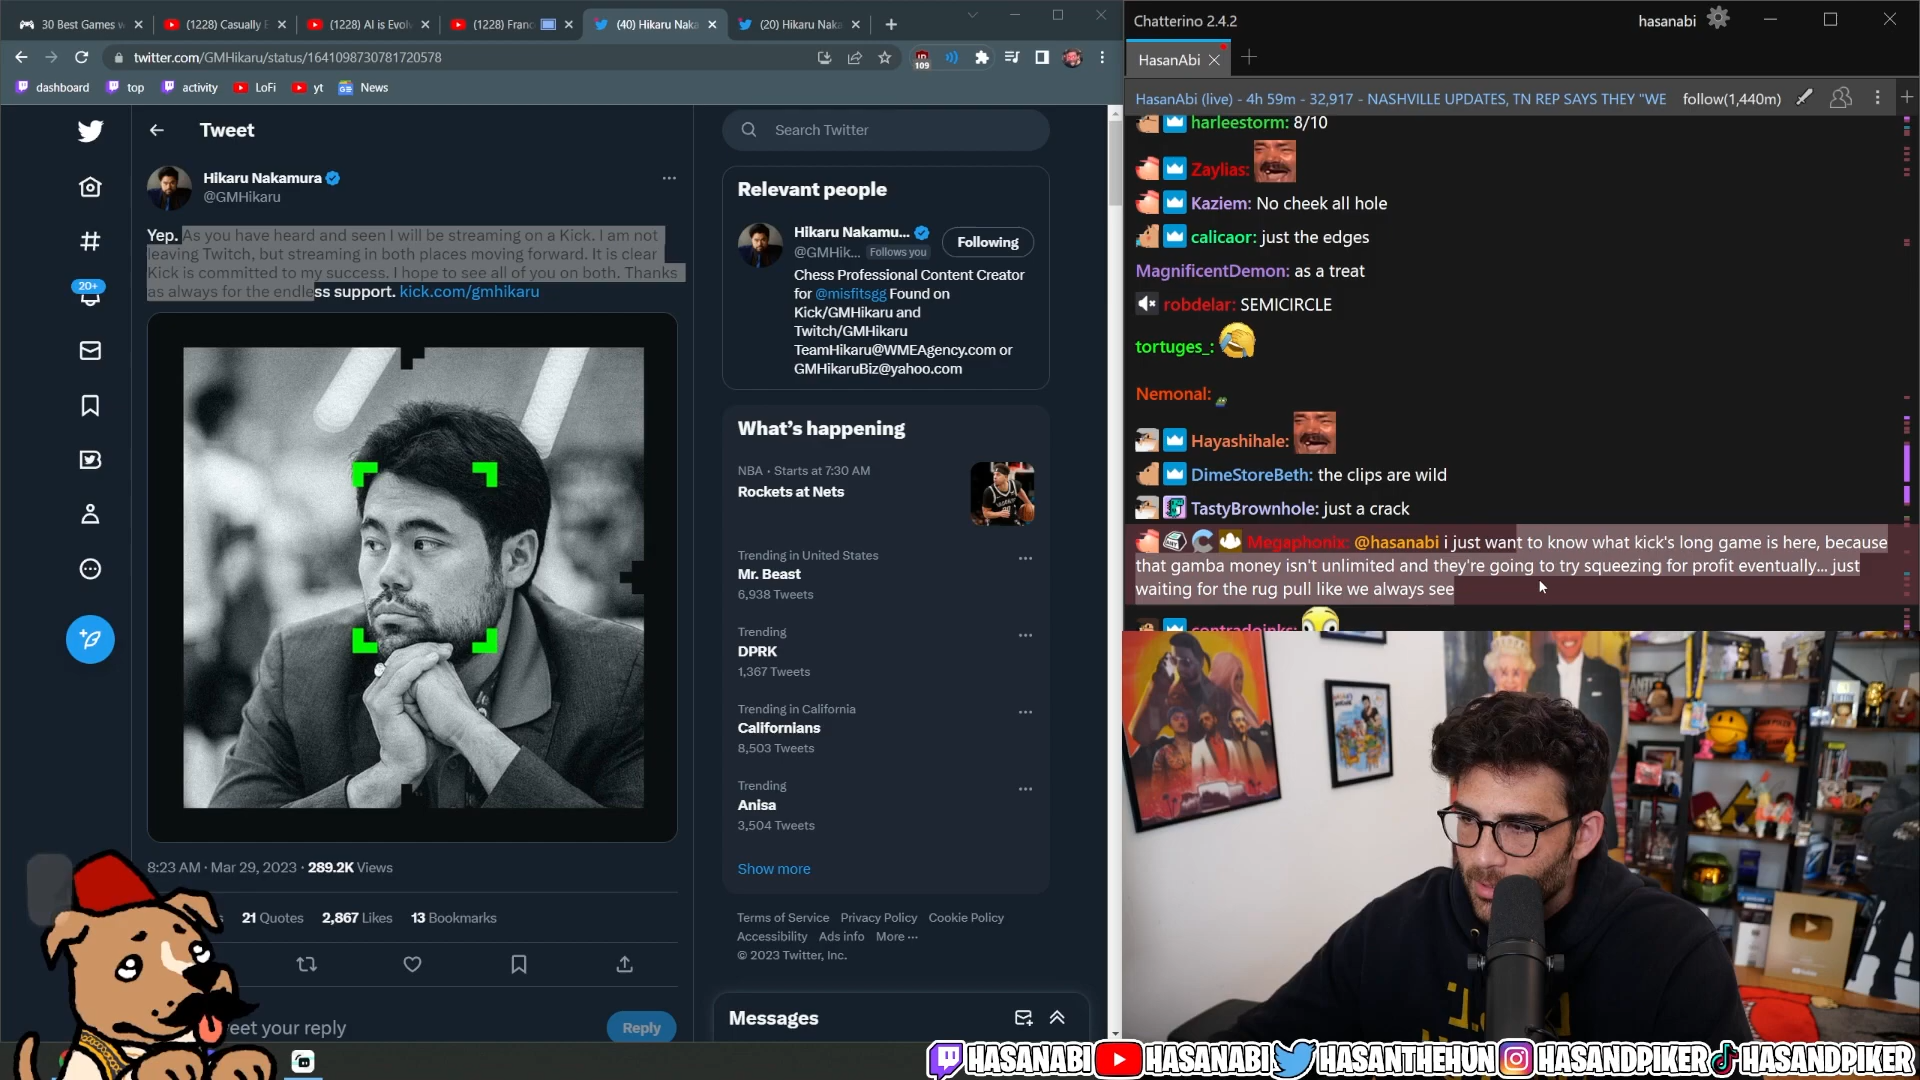 30 Best Games w
(1228) Casually E
(1228) AI is Evolv
(1228) Franc
(40) Hikaru Naka
(20) Hikaru Naka
twitter.com/GMHikaru/status/1641098730781720578
109
dashboard
top
activity
LoFi
yt
News
Tweet
Hikaru Nakamura
@GMHikaru
Yep. As you have heard and seen I will be streaming on a Kick. I am not
leaving Twitch, but streaming in both places moving forward. It is clear
Kick is committed to my success. I hope to see all of you on both. Thanks
as always for the endless support. kick.com/gmhikaru
20+
8:23 AM · Mar 29, 2023 · 289.2K Views
21 Quotes 2,867 Likes 13 Bookmarks
eet your reply
Reply
Search Twitter
Relevant people
Hikaru Nakamu...
@GMHik... Follows you
Following
Chess Professional Content Creator
for @misfitsgg Found on
Kick/GMHikaru and
Twitch/GMHikaru
TeamHikaru@WMEAgency.com or
GMHikaruBiz@yahoo.com
What's happening
NBA · Starts at 7:30 AM
Rockets at Nets
Trending in United States
Mr. Beast
6,938 Tweets
Trending
DPRK
1,367 Tweets
Trending in California
Californians
8,503 Tweets
Trending
Anisa
3,504 Tweets
Show more
Terms of Service Privacy Policy Cookie Policy
Accessibility Ads info More ···
© 2023 Twitter, Inc.
Messages
Chatterino 2.4.2
hasanabi
HasanAbi
HasanAbi (live) - 4h 59m - 32,917 - NASHVILLE UPDATES, TN REP SAYS THEY "WE
follow(1,440m)
harleestorm: 8/10
Zaylias:
Kaziem: No cheek all hole
calicaor: just the edges
MagnificentDemon: as a treat
robdelar: SEMICIRCLE
tortuges_:
Nemonal:
Hayashihale:
DimeStoreBeth: the clips are wild
TastyBrownhole: just a crack
Megaphonix: @hasanabi i just want to know what kick's long game is here, because
that gamba money isn't unlimited and they're going to try squeezing for profit eventually... just
waiting for the rug pull like we always see
contradoinks:
HASANABI HASANABI HASANTHEHUN HASANDPIKER HASANDPIKER